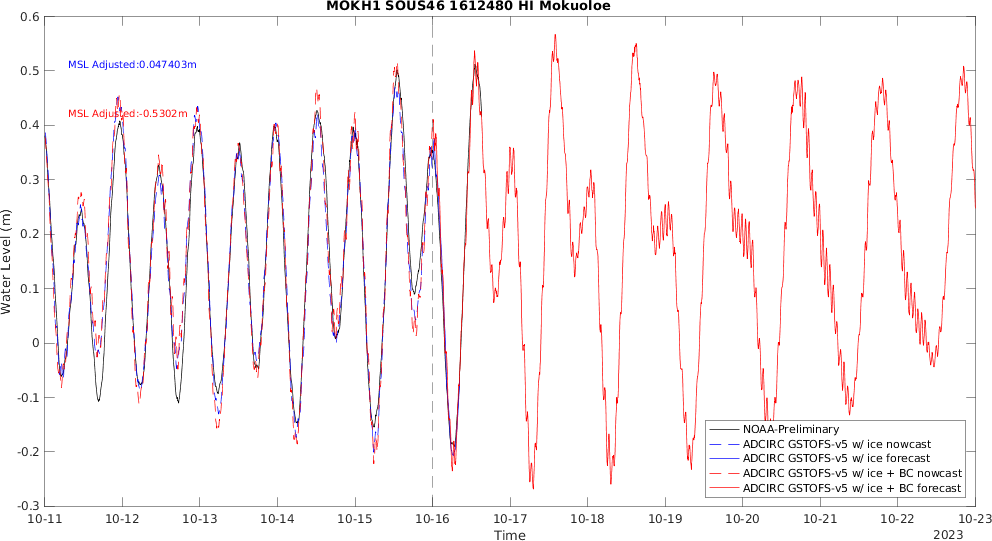 MOKH1 SOUS46 1612480 HI Mokuoloe
0.6
0.5
0.4
0.3
0.2
0.1
0
-0.1
-0.2
-0.3
Water Level (m)
MSL Adjusted:0.047403m
MSL Adjusted:-0.5302m
NOAA-Preliminary
ADCIRC GSTOFS-v5 w/ ice nowcast
ADCIRC GSTOFS-v5 w/ ice forecast
ADCIRC GSTOFS-v5 w/ ice + BC nowcast
ADCIRC GSTOFS-v5 w/ ice + BC forecast
10-11 10-12 10-13 10-14 10-15 10-16 10-17 10-18 10-19 10-20 10-21 10-22 10-23
Time
2023